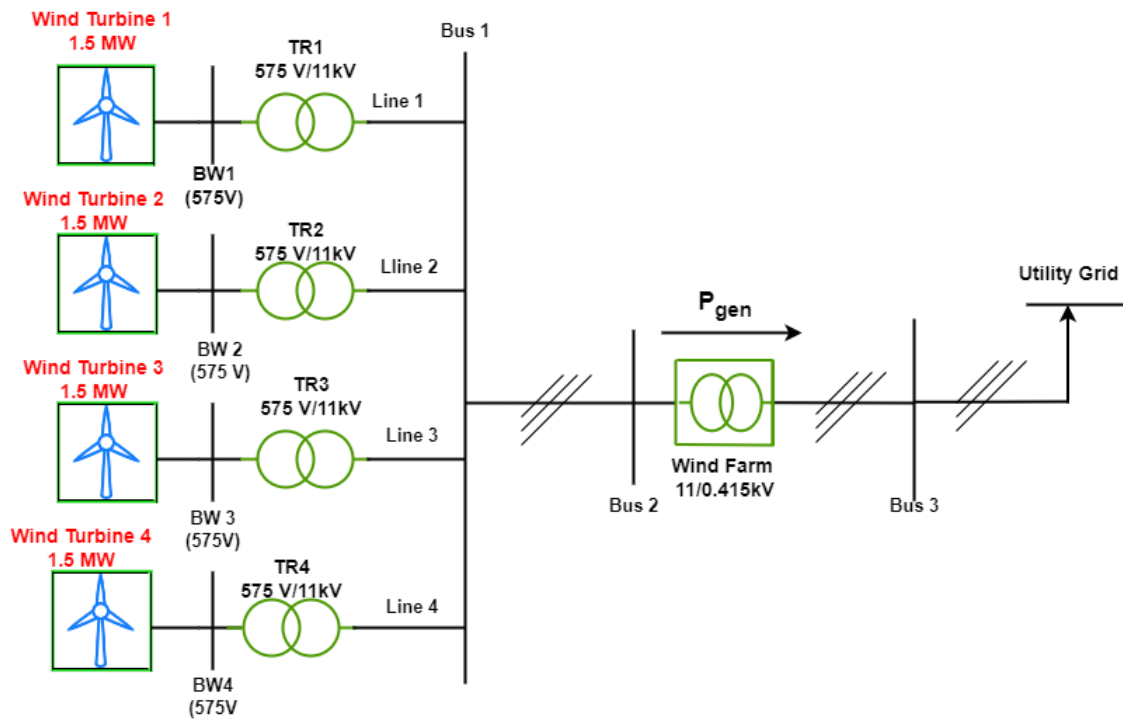 Wind Turbine 1
1.5 MW
TR1
575 V/11kV
Line 1
BW1
(575V)
Bus 1
Wind Turbine 2
1.5 MW
TR2
575 V/11kV
Lline 2
BW 2
(575 V)
Wind Turbine 3
1.5 MW
TR3
575 V/11kV
Line 3
BW 3
(575V)
Wind Turbine 4
1.5 MW
TR4
575 V/11kV
Line 4
BW4
(575V
Bus 2
Pgen
Wind Farm
11/0.415kV
Bus 3
Utility Grid